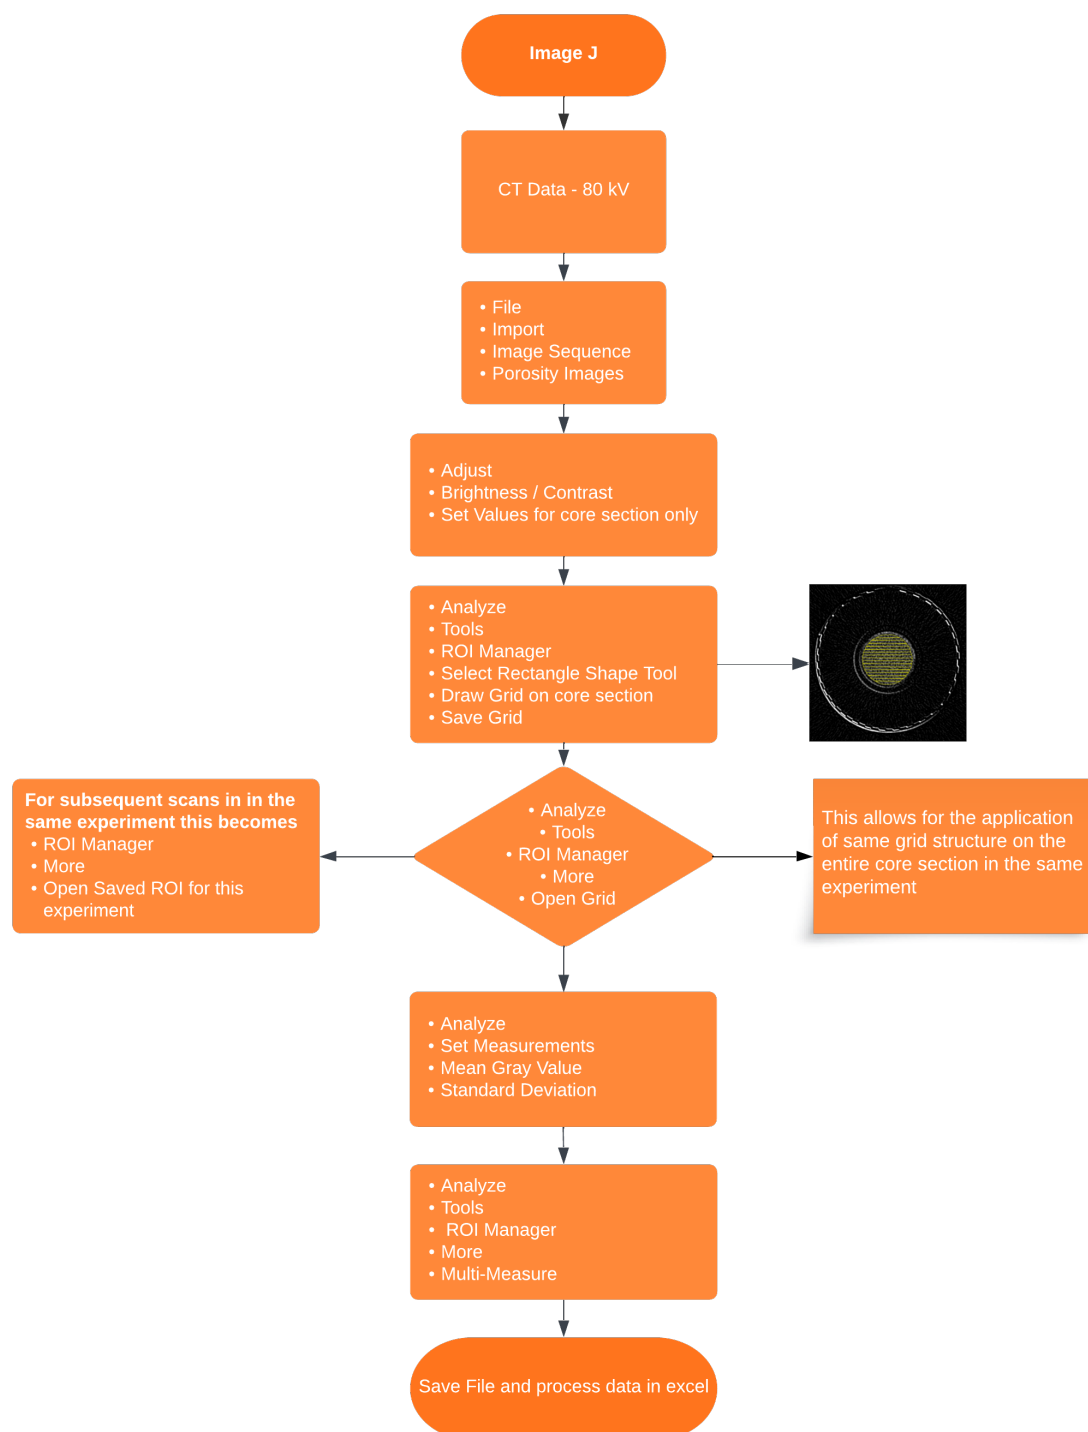 Image J
CT Data - 80 kV
• File
• Import
• Image Sequence
• Porosity Images
• Adjust
• Brightness / Contrast
• Set Values for core section only
• Analyze
• Tools
• ROI Manager
• Select Rectangle Shape Tool
• Draw Grid on core section
• Save Grid
For subsequent scans in in the
same experiment this becomes
• ROI Manager
• More
• Open Saved ROI for this
experiment
• Analyze
• Tools
• ROI Manager
• More
• Open Grid
This allows for the application
of same grid structure on the
entire core section in the same
experiment
• Analyze
• Set Measurements
• Mean Gray Value
• Standard Deviation
• Analyze
• Tools
• ROI Manager
• More
• Multi-Measure
Save File and process data in excel